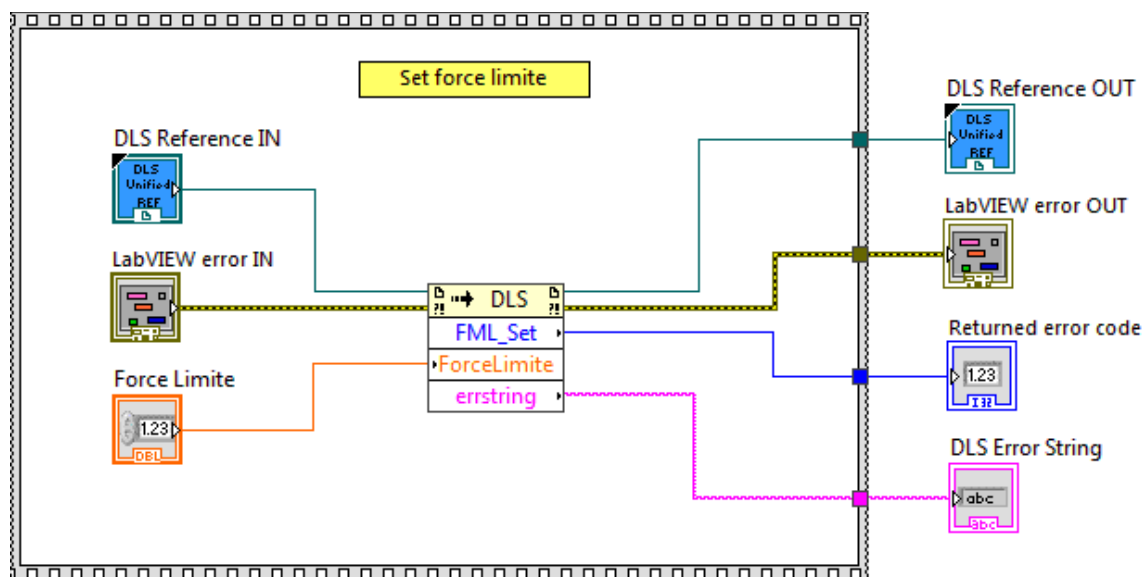 Set force limite
DLS Reference IN
DLS
Unified
REF
LabVIEW error IN
?!
DLS
?!
FML_Set
ForceLimite
errstring
Force Limite
1.23
DBL
DLS Reference OUT
DLS
Unified
REF
LabVIEW error OUT
Returned error code
1.23
I32
DLS Error String
abc
abc